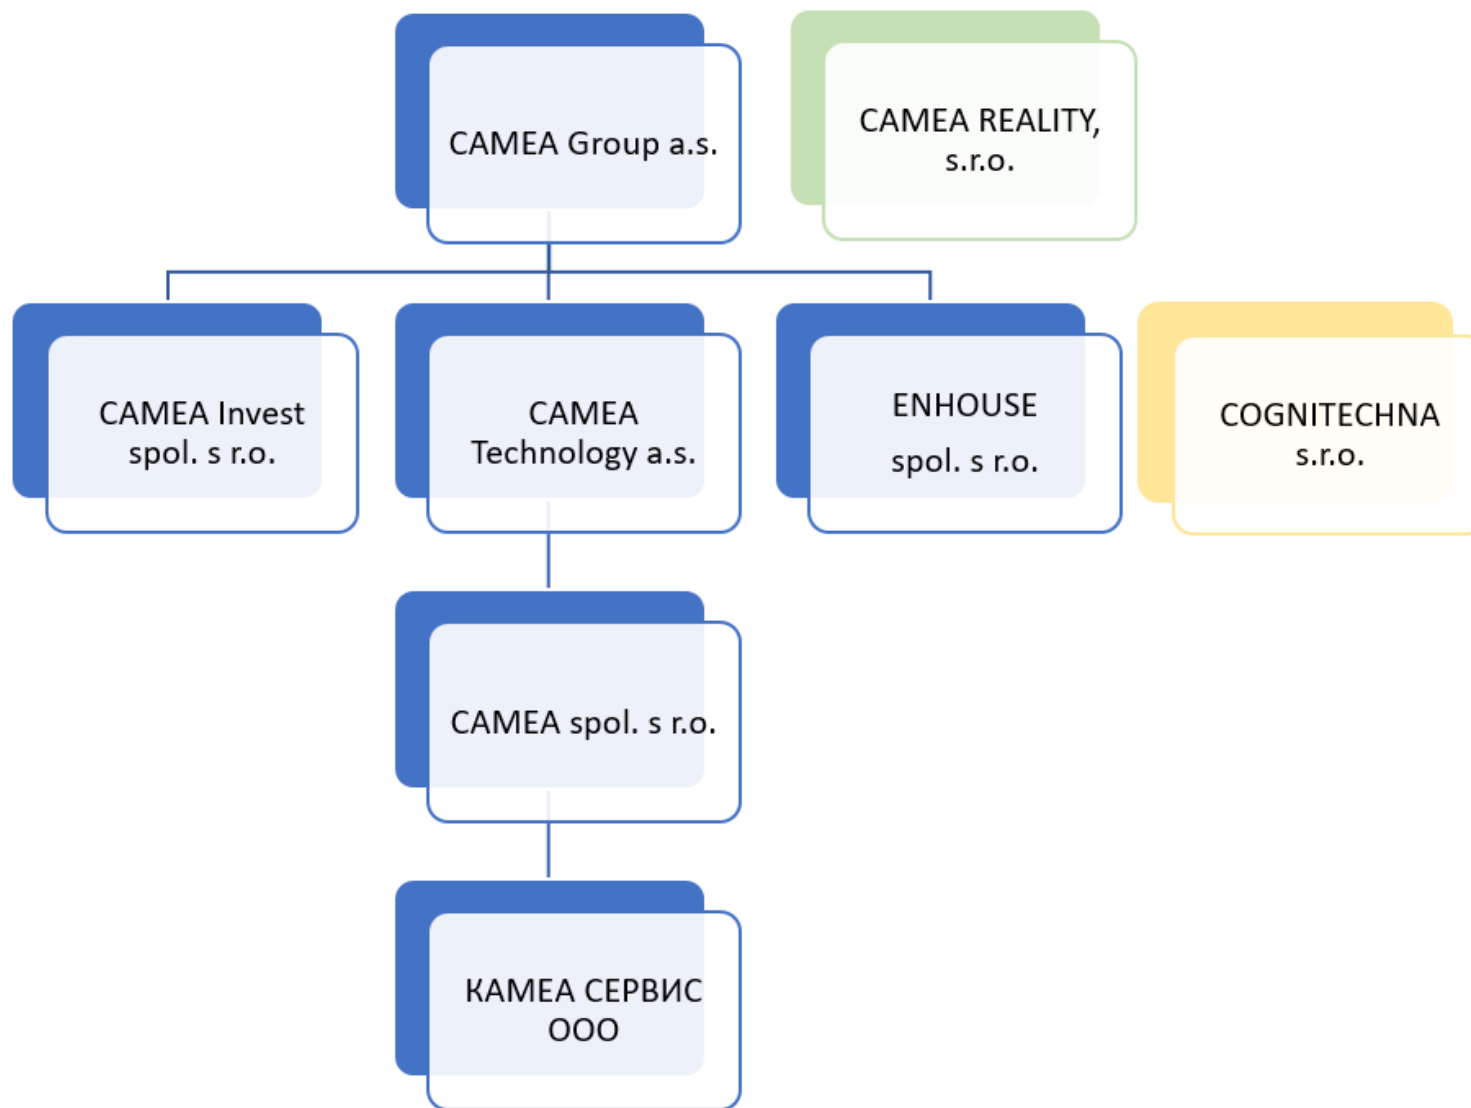 CAMEA Group a.s.
CAMEA REALITY,
s.r.o.
CAMEA Invest
spol. s r.o.
CAMEA
Technology a.s.
ENHOUSE
spol. s r.o.
COGNITECHNA
s.r.o.
CAMEA spol. s r.o.
КАМЕА СЕРВИС
ООО